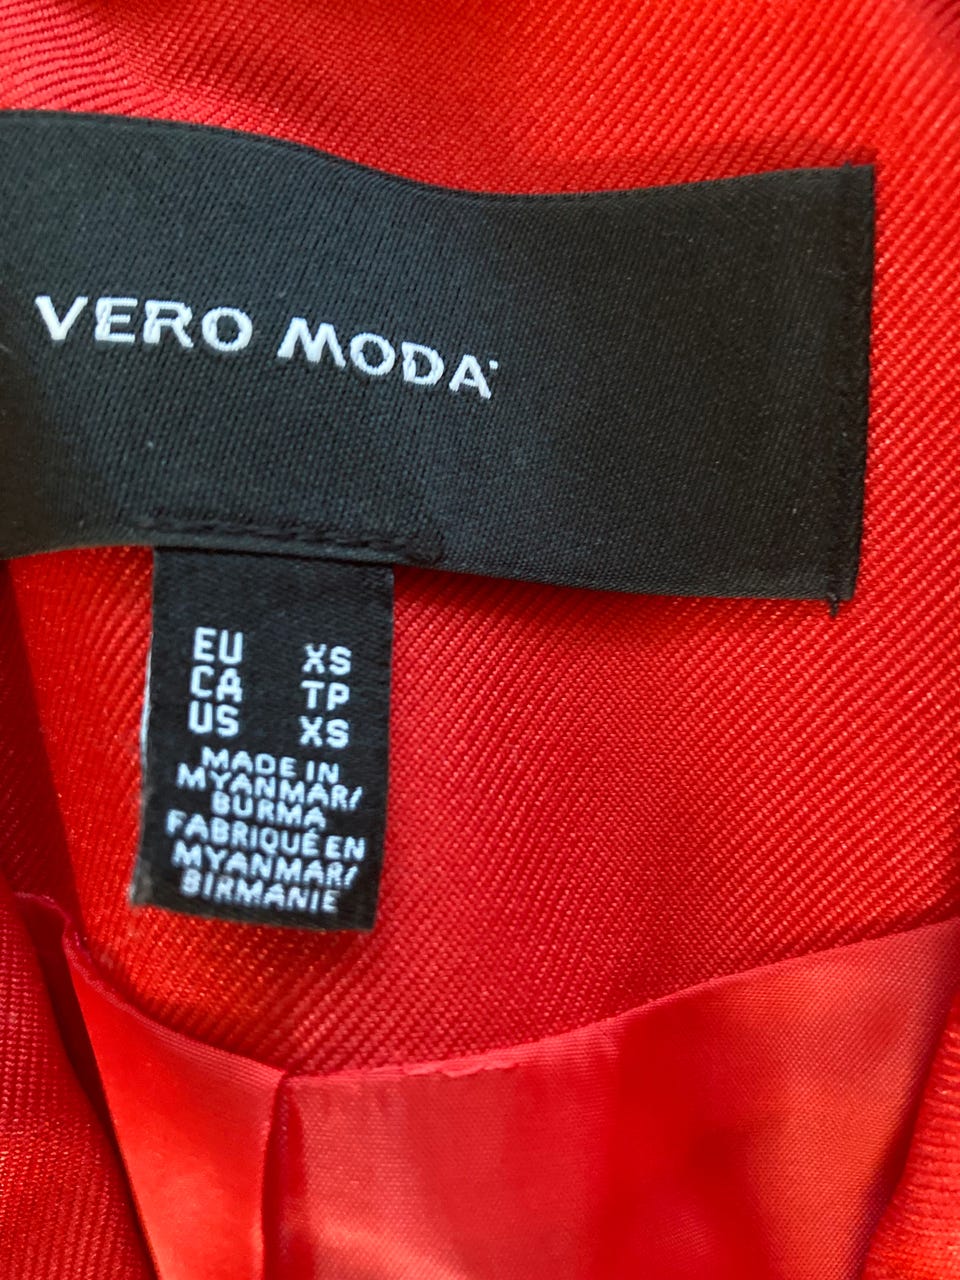 VERO MODA
EU XS
CA TP
US XS
MADE IN
MYANMAR/
BURMA
FABRIQUÉ EN
MYANMAR/
BIRMANIE